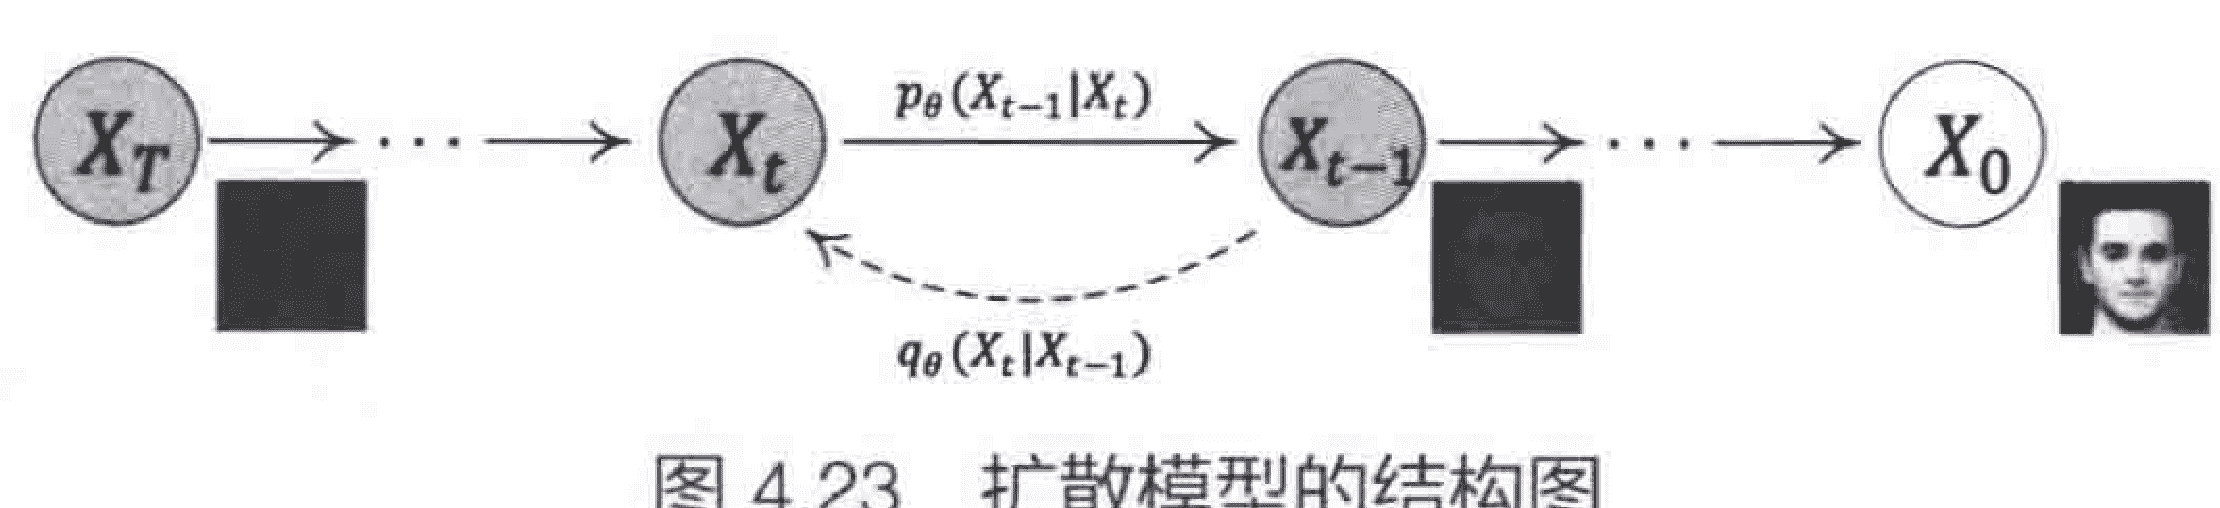 p_θ(X_{t-1}|X_t)
X_T ··· X_t X_{t-1} ··· X_0
q_θ(X_t|X_{t-1})
图 4.23 扩散模型的结构图